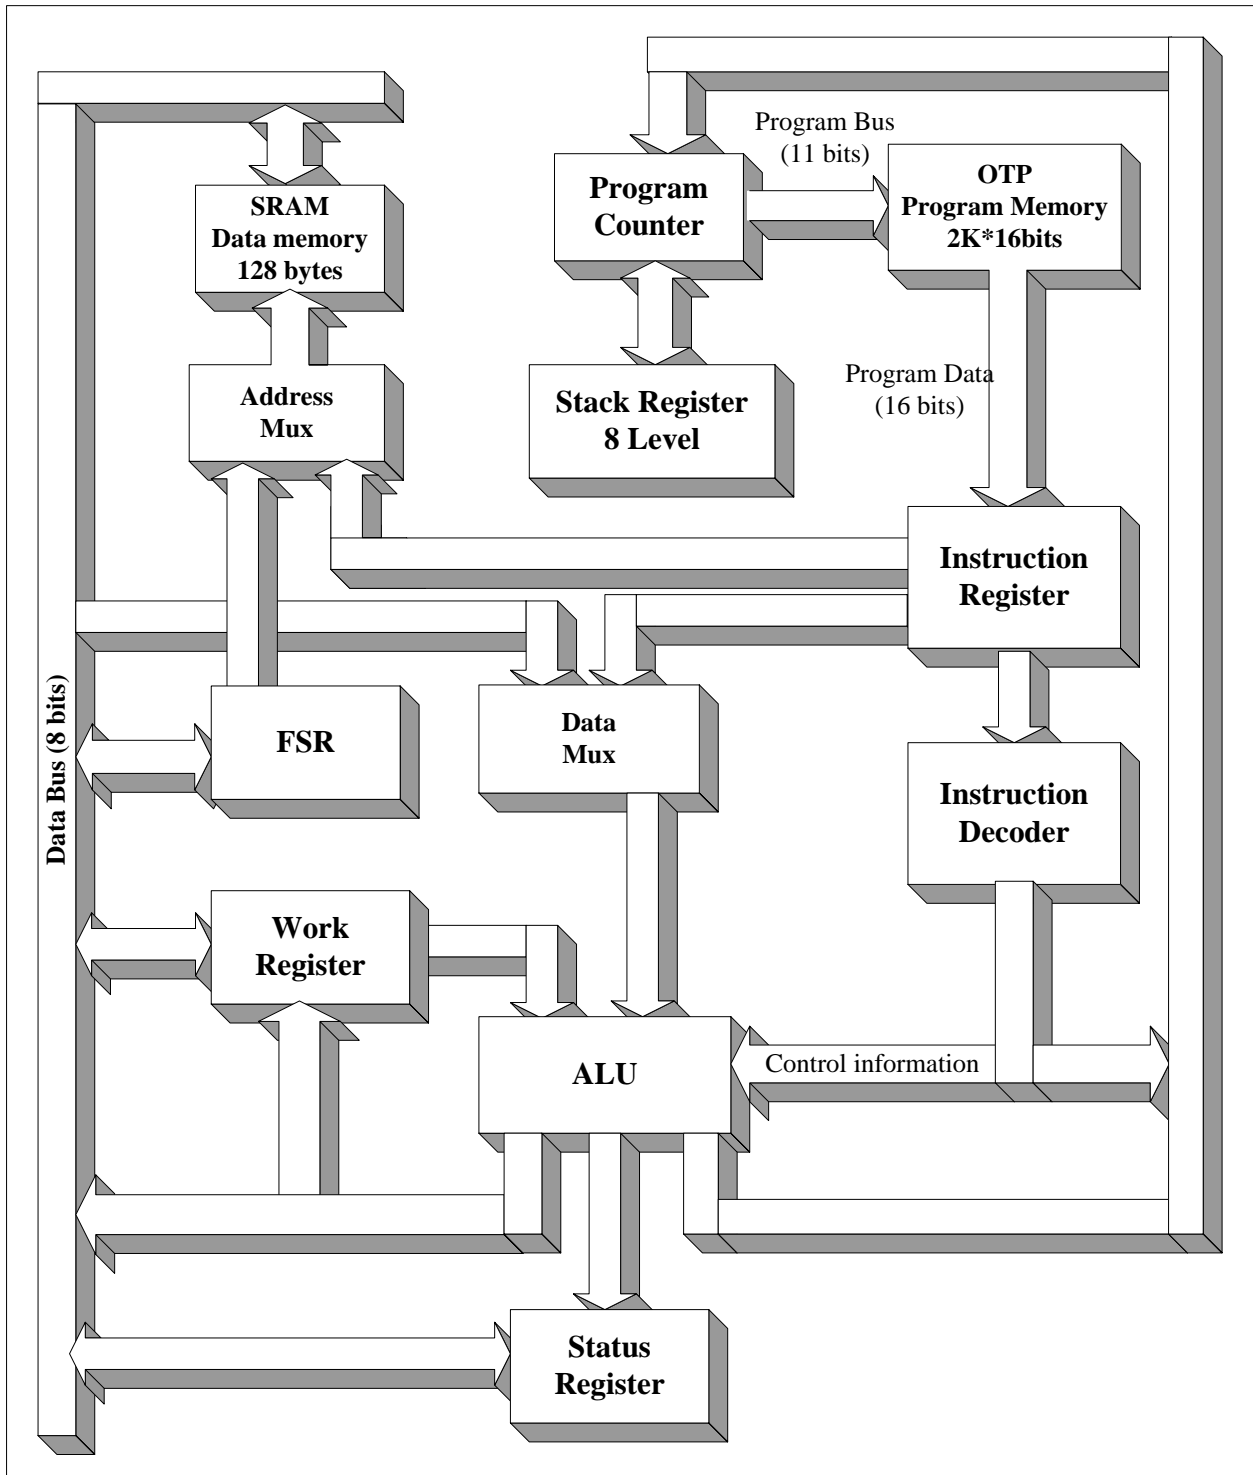 Program Bus
(11 bits)
SRAM
Data memory
128 bytes
Program
Counter
OTP
Program Memory
2K*16bits
Address
Mux
Stack Register
8 Level
Program Data
(16 bits)
Instruction
Register
Data Bus (8 bits)
FSR
Data
Mux
Instruction
Decoder
Work
Register
ALU
Control information
Status
Register